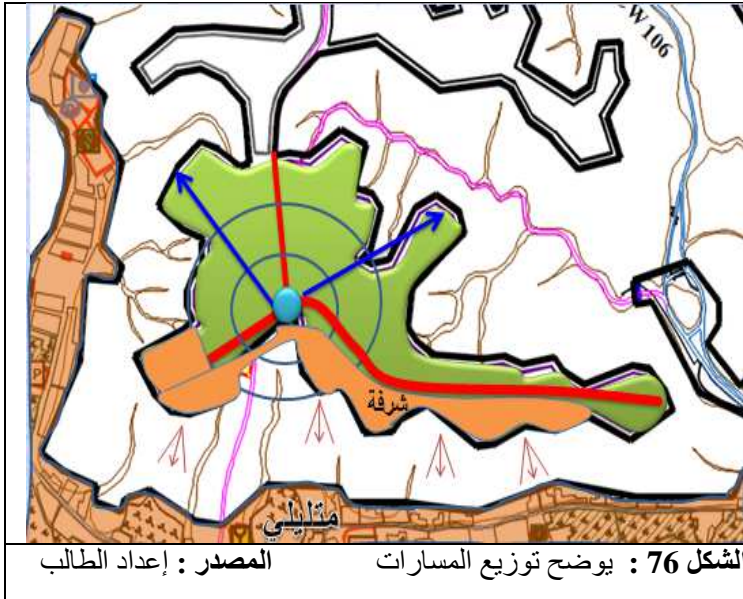 W 106
شرفة
متليلي
الشكل 76 : يوضح توزيع المسارات المصدر : إعداد الطالب